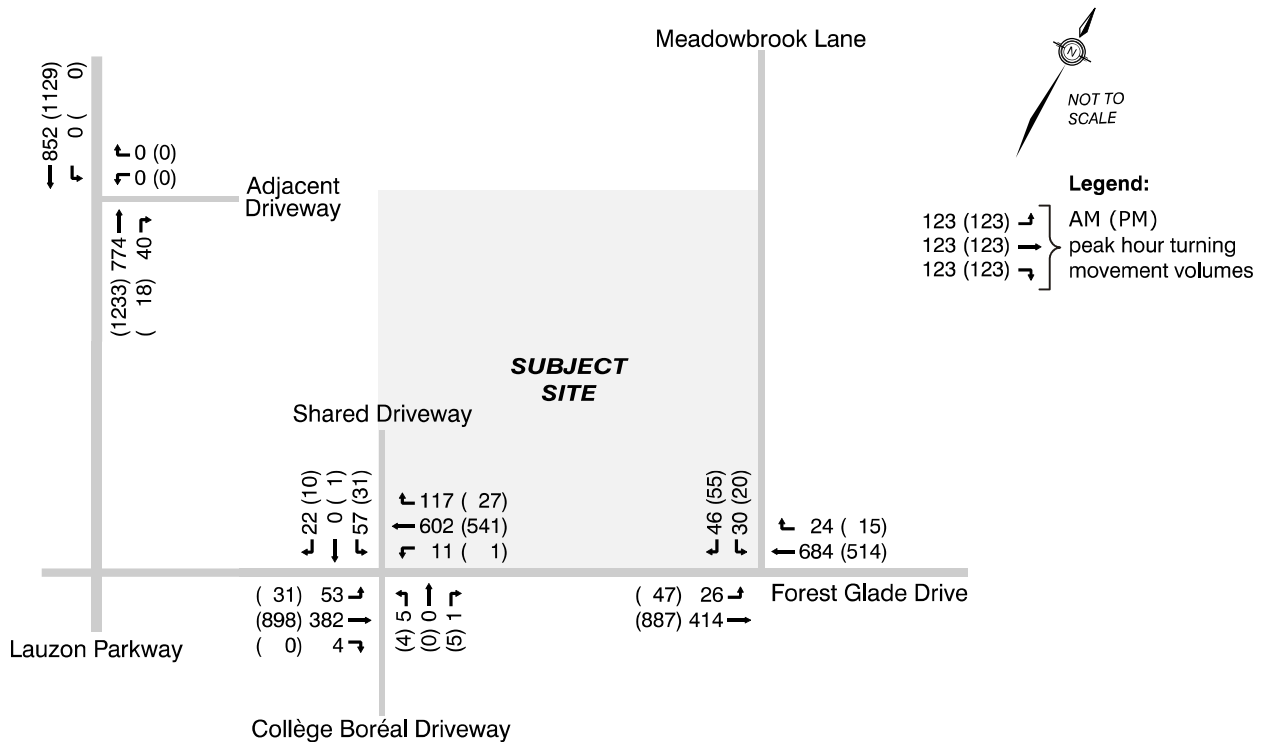 Meadowbrook Lane
N
NOT TO
SCALE
Legend:
123 (123)
123 (123)
123 (123)
AM (PM)
peak hour turning
movement volumes
852 (1129)
0 (   0)
0 (0)
0 (0)
Adjacent
Driveway
(1233) 774
(   18)   40
SUBJECT
SITE
Shared Driveway
22 (10)
0 (  1)
57 (31)
117 (  27)
602 (541)
11 (    1)
46 (55)
30 (20)
24 (  15)
684 (514)
(  31)   53
(898) 382
(    0)     4
(4) 5
(0) 0
(5) 1
(  47)   26
(887) 414
Forest Glade Drive
Lauzon Parkway
Collège Boréal Driveway